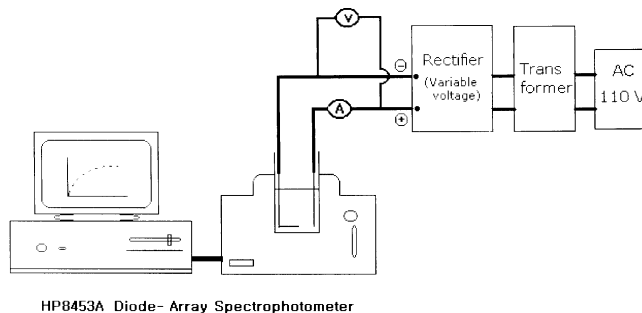 V
A
⊖
⊕
Rectifier
(Variable
voltage)
Trans
former
AC
110 V
HP8453A Diode- Array Spectrophotometer